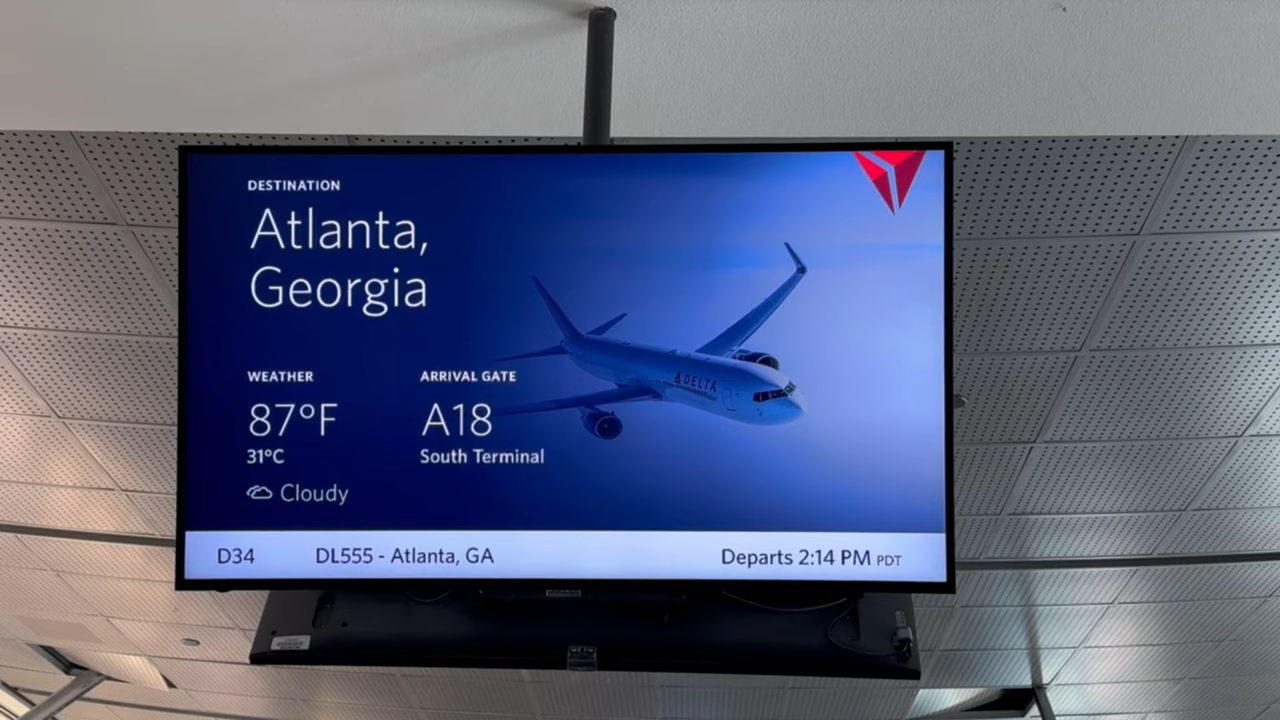 DESTINATION
Atlanta,
Georgia
WEATHER
ARRIVAL GATE
87°F
A18
31°C
South Terminal
Cloudy
DELTA
D34
DL555 - Atlanta, GA
Departs 2:14 PM PDT